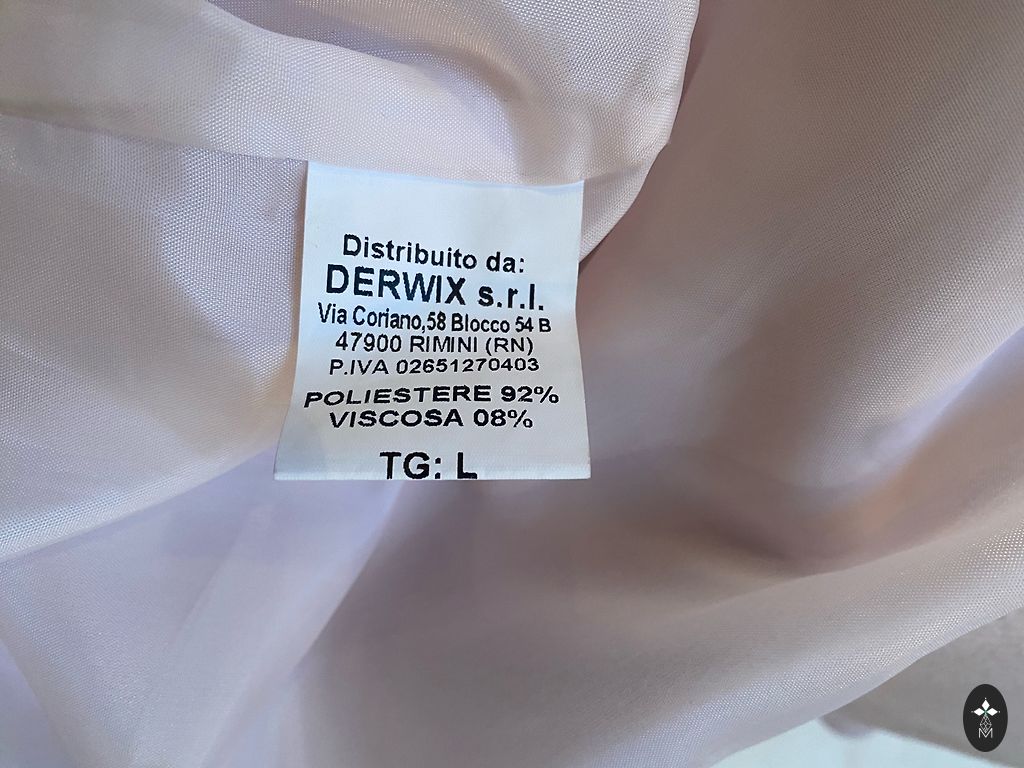 Distribuito da:
DERWIX s.r.l.
Via Coriano,58 Blocco 54 B
47900 RIMINI (RN)
P.IVA 02651270403
POLIESTERE 92%
VISCOSA 08%
TG: L
M